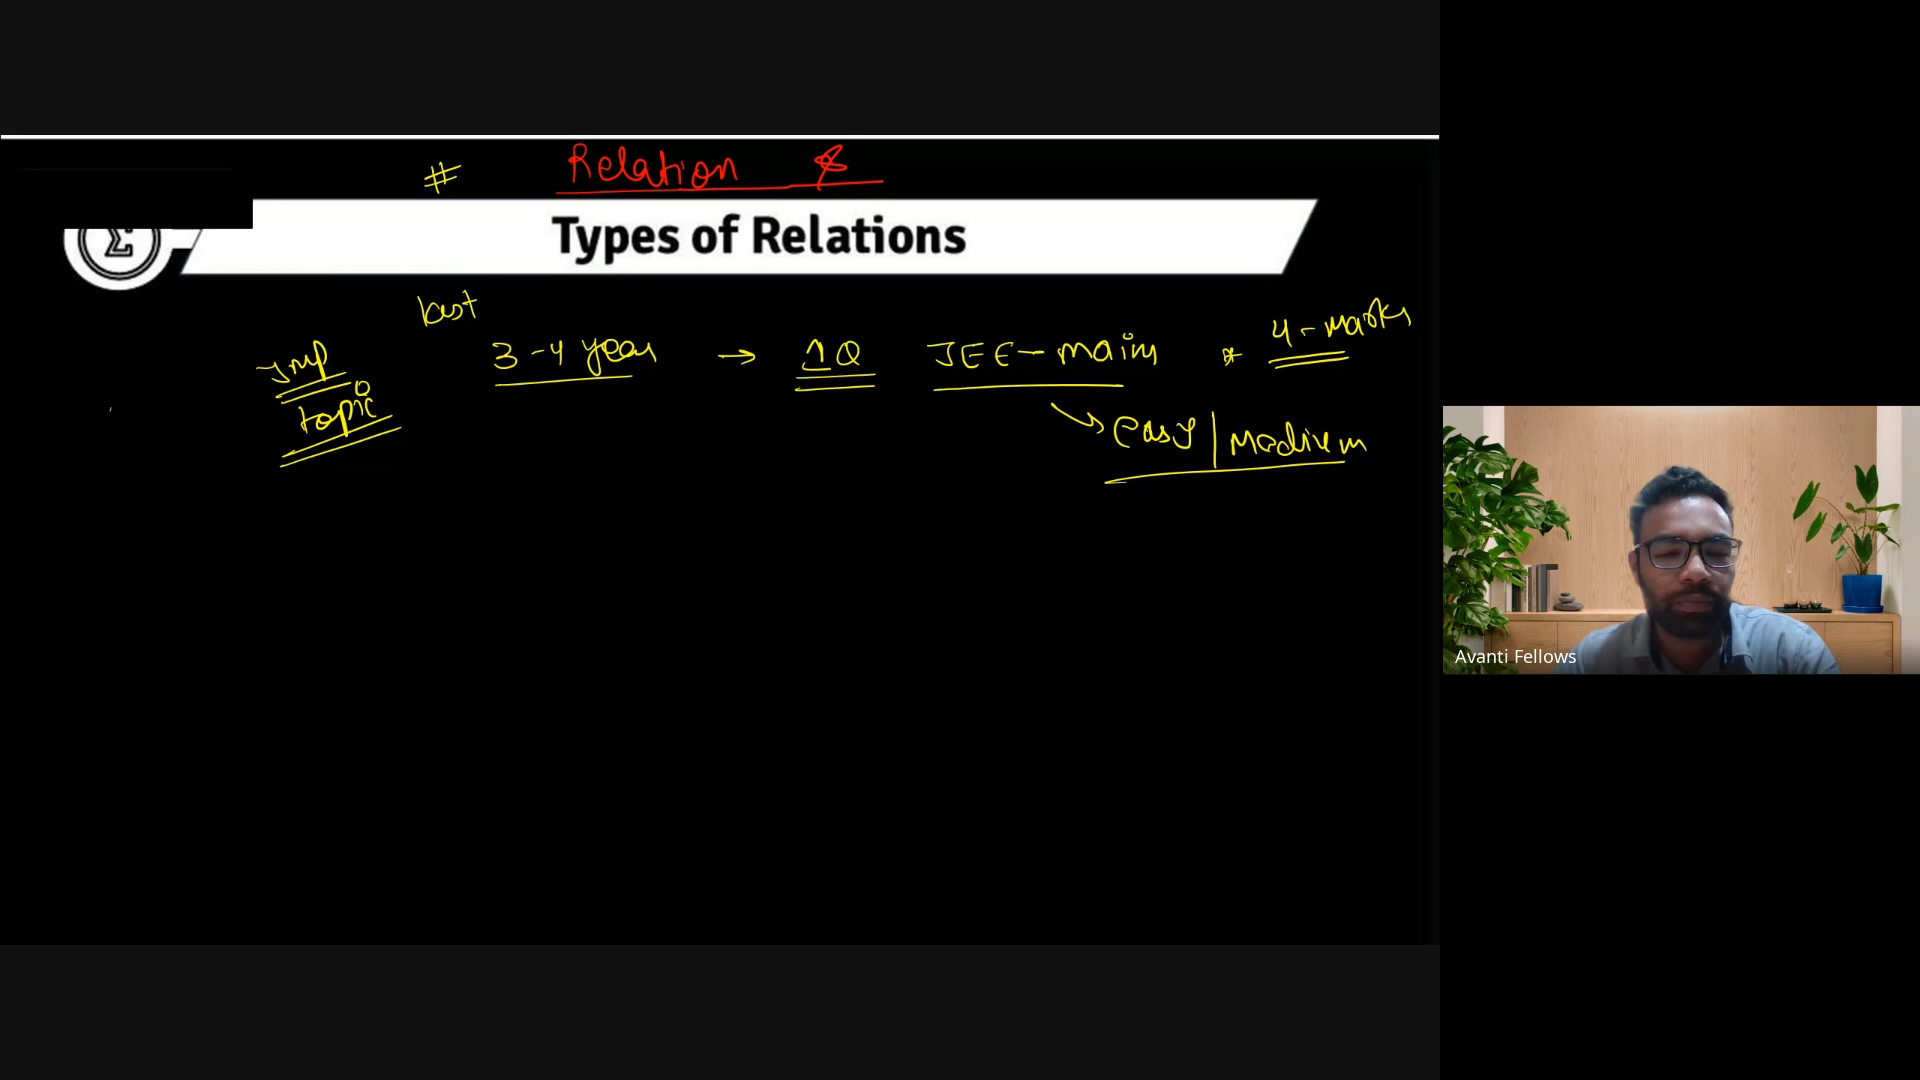 # Relation &
Types of Relations
last
3-4 year → 1Q JEE-main * 4-marks
Imp
topic
easy | Medium
Avanti Fellows